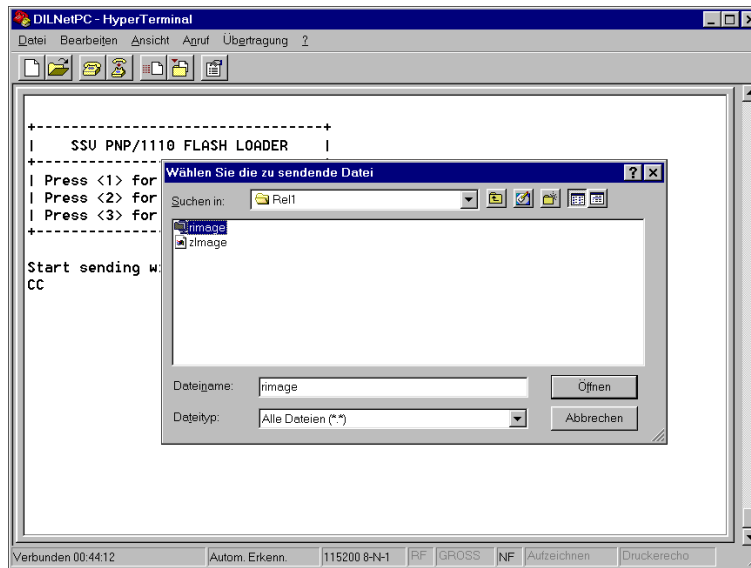 DILNetPC - HyperTerminal
Datei Bearbeiten Ansicht Anruf Übertragung ?
+--------------------------------+
| SSV PNP/1110 FLASH LOADER |
+--------------------------------+
Wählen Sie die zu sendende Datei
| Press <1> for
| Press <2> for
| Press <3> for
Suchen in: Rel1
rimage
zImage
Start sending
CC
Dateiname: rimage Öffnen
Dateityp: Alle Dateien (*.*) Abbrechen
Verbunden 00:44:12 Autom. Erkenn. 115200 8-N-1 RF GROSS NF Aufzeichnen Druckerecho